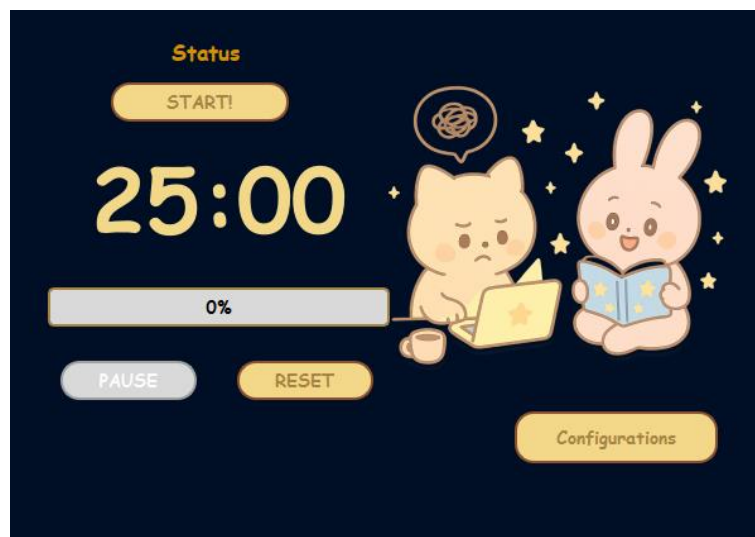 Status
START!
25:00
0%
PAUSE
RESET
Configurations